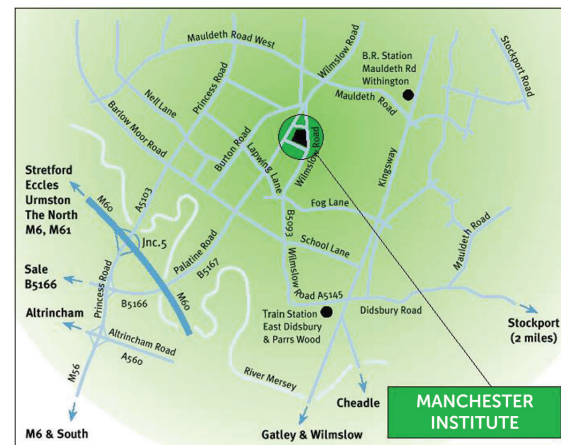 Mauldeth Road West
Wilmslow Road
B.R. Station
Mauldeth Rd
Withington
Stockport Road
Nell Lane
Princess Road
Mauldeth Road
Barlow Moor Road
Burton Road
Lapwing Lane
Wilmslow Road
Kingsway
Stretford
Eccles
Urmston
The North
M6, M61
M60
A5103
Fog Lane
B5093
Jnc.5
Palatine Road
B5167
School Lane
Mauldeth Road
Sale
B5166
Princess Road
B5166
M60
Wilmslow Road A5145
Didsbury Road
Altrincham
Altrincham Road
A560
Train Station
East Didsbury
& Parrs Wood
Stockport
(2 miles)
M56
River Mersey
Cheadle
MANCHESTER
INSTITUTE
M6 & South
Gatley & Wilmslow